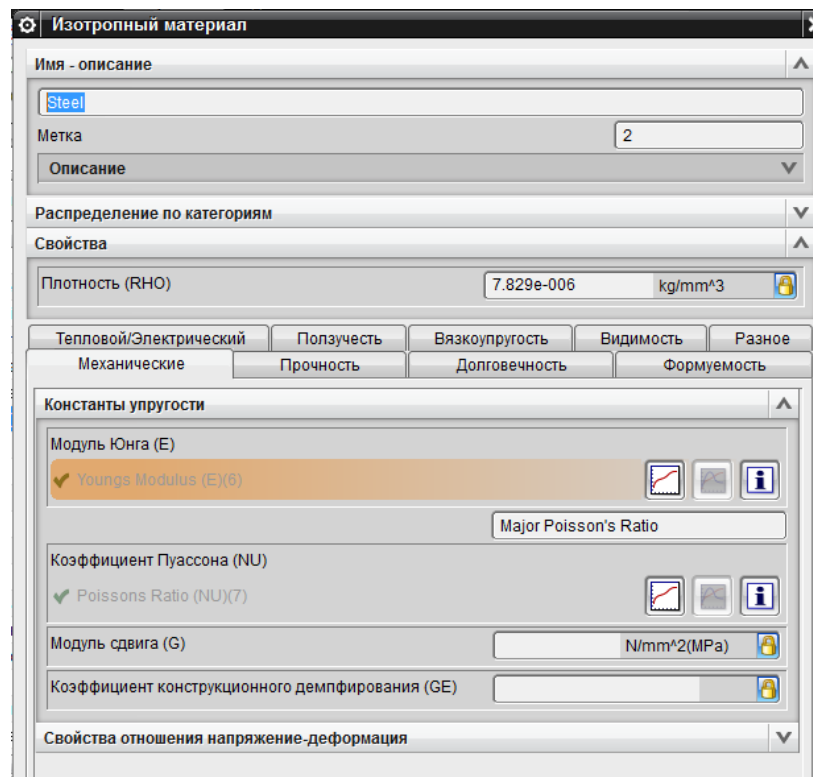 Изотропный материал
Имя - описание
Steel
Метка
2
Описание
Распределение по категориям
Свойства
Плотность (RHO)
7.829e-006
kg/mm^3
Тепловой/Электрический
Ползучесть
Вязкоупругость
Видимость
Разное
Механические
Прочность
Долговечность
Формуемость
Константы упругости
Модуль Юнга (E)
Youngs Modulus (E)(6)
Major Poisson's Ratio
Коэффициент Пуассона (NU)
Poissons Ratio (NU)(7)
Модуль сдвига (G)
N/mm^2(MPa)
Коэффициент конструкционного демпфирования (GE)
Свойства отношения напряжение-деформация